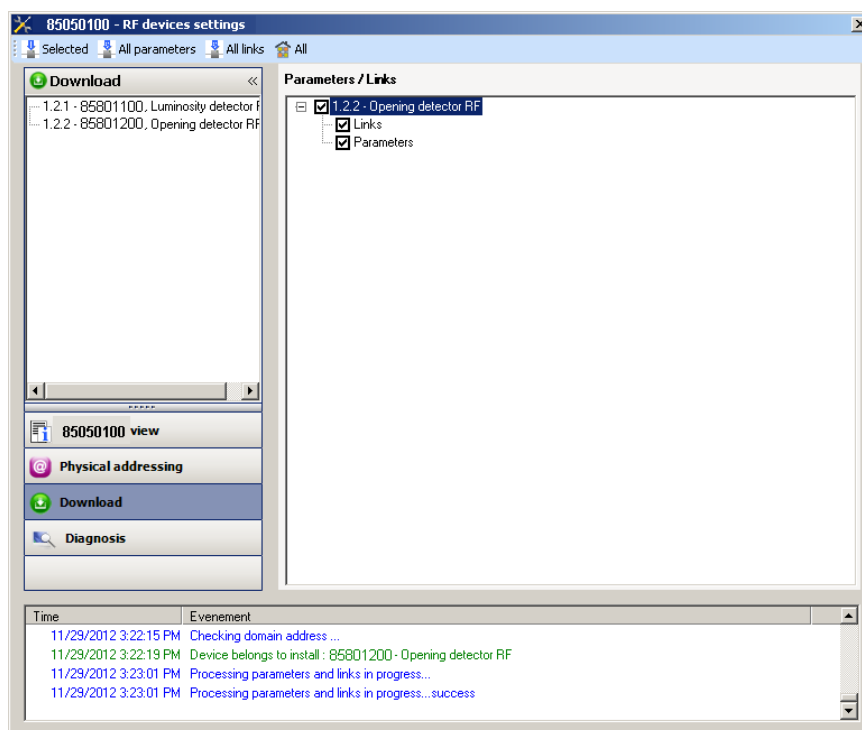 85050100 - RF devices settings
Selected All parameters All links All
Download «
1.2.1 - 85801100, Luminosity detector
1.2.2 - 85801200, Opening detector RF
85050100 view
Physical addressing
Download
Diagnosis
Parameters / Links
1.2.2 - Opening detector RF
Links
Parameters
Time Evenement
11/29/2012 3:22:15 PM Checking domain address ...
11/29/2012 3:22:19 PM Device belongs to install : 85801200 - Opening detector RF
11/29/2012 3:23:01 PM Processing parameters and links in progress...
11/29/2012 3:23:01 PM Processing parameters and links in progress...success